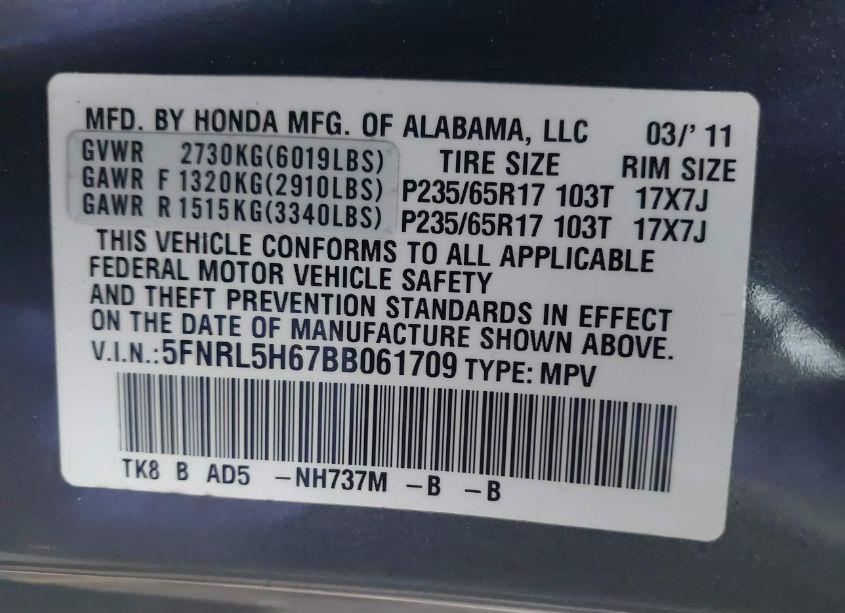 MFD. BY HONDA MFG. OF ALABAMA, LLC 03/' 11
GVWR 2730KG(6019LBS) TIRE SIZE RIM SIZE
GAWR F 1320KG(2910LBS) P235/65R17 103T 17X7J
GAWR R 1515KG(3340LBS) P235/65R17 103T 17X7J
THIS VEHICLE CONFORMS TO ALL APPLICABLE
FEDERAL MOTOR VEHICLE SAFETY
AND THEFT PREVENTION STANDARDS IN EFFECT
ON THE DATE OF MANUFACTURE SHOWN ABOVE.
V.I.N.:5FNRL5H67BB061709 TYPE: MPV
TK8 B AD5 -NH737M -B -B